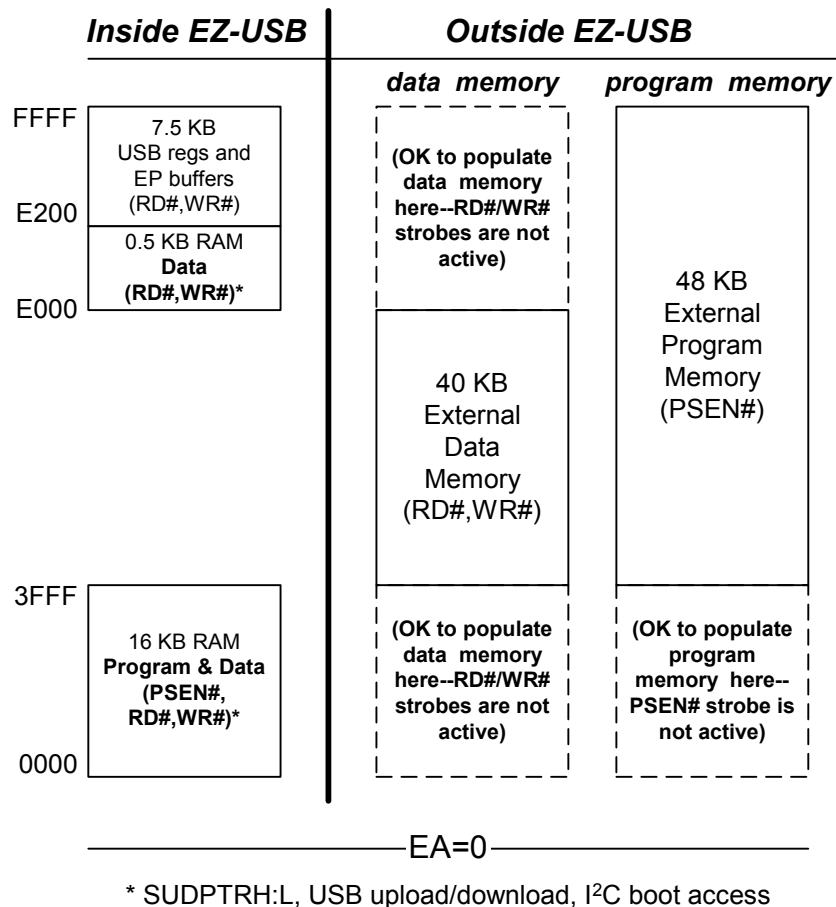 Inside EZ-USB
Outside EZ-USB
data memory
program memory
FFFF
7.5 KB
USB regs and
EP buffers
(RD#,WR#)
E200
0.5 KB RAM
Data
(RD#,WR#)*
E000
(OK to populate
data memory
here--RD#/WR#
strobes are not
active)
40 KB
External
Data
Memory
(RD#,WR#)
48 KB
External
Program
Memory
(PSEN#)
3FFF
16 KB RAM
Program & Data
(PSEN#,
RD#,WR#)*
0000
(OK to populate
data memory
here--RD#/WR#
strobes are not
active)
(OK to populate
program
memory here--
PSEN# strobe is
not active)
EA=0
* SUDPTRH:L, USB upload/download, I²C boot access